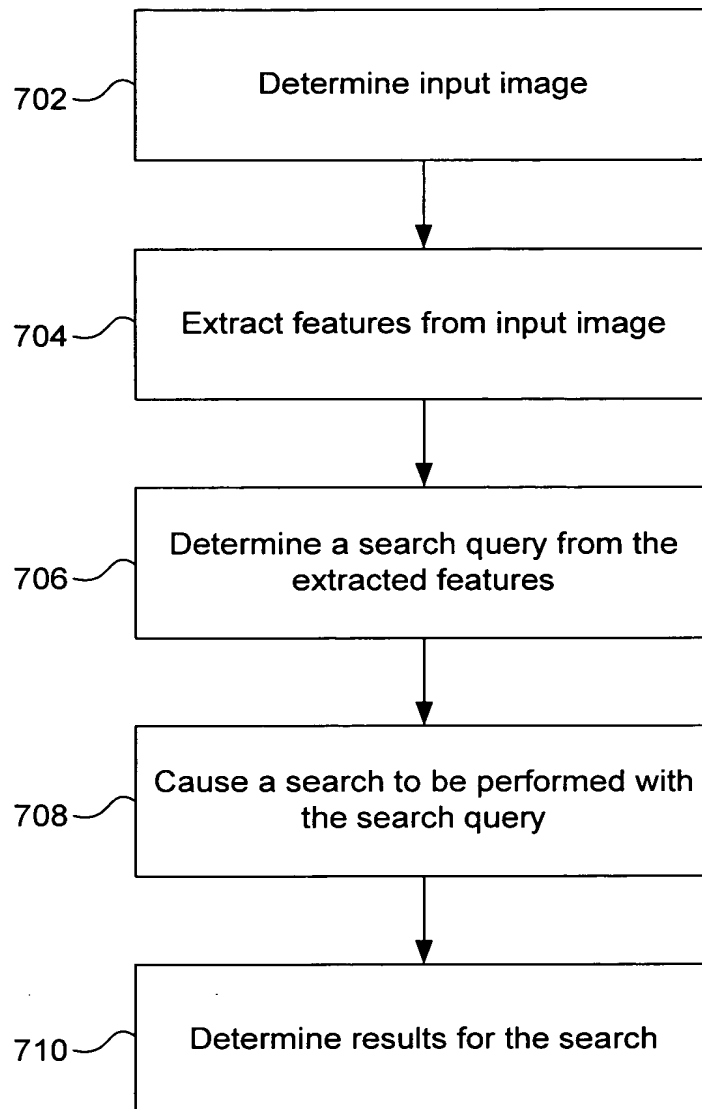 702
Determine input image
704
Extract features from input image
706
Determine a search query from the
extracted features
708
Cause a search to be performed with
the search query
710
Determine results for the search